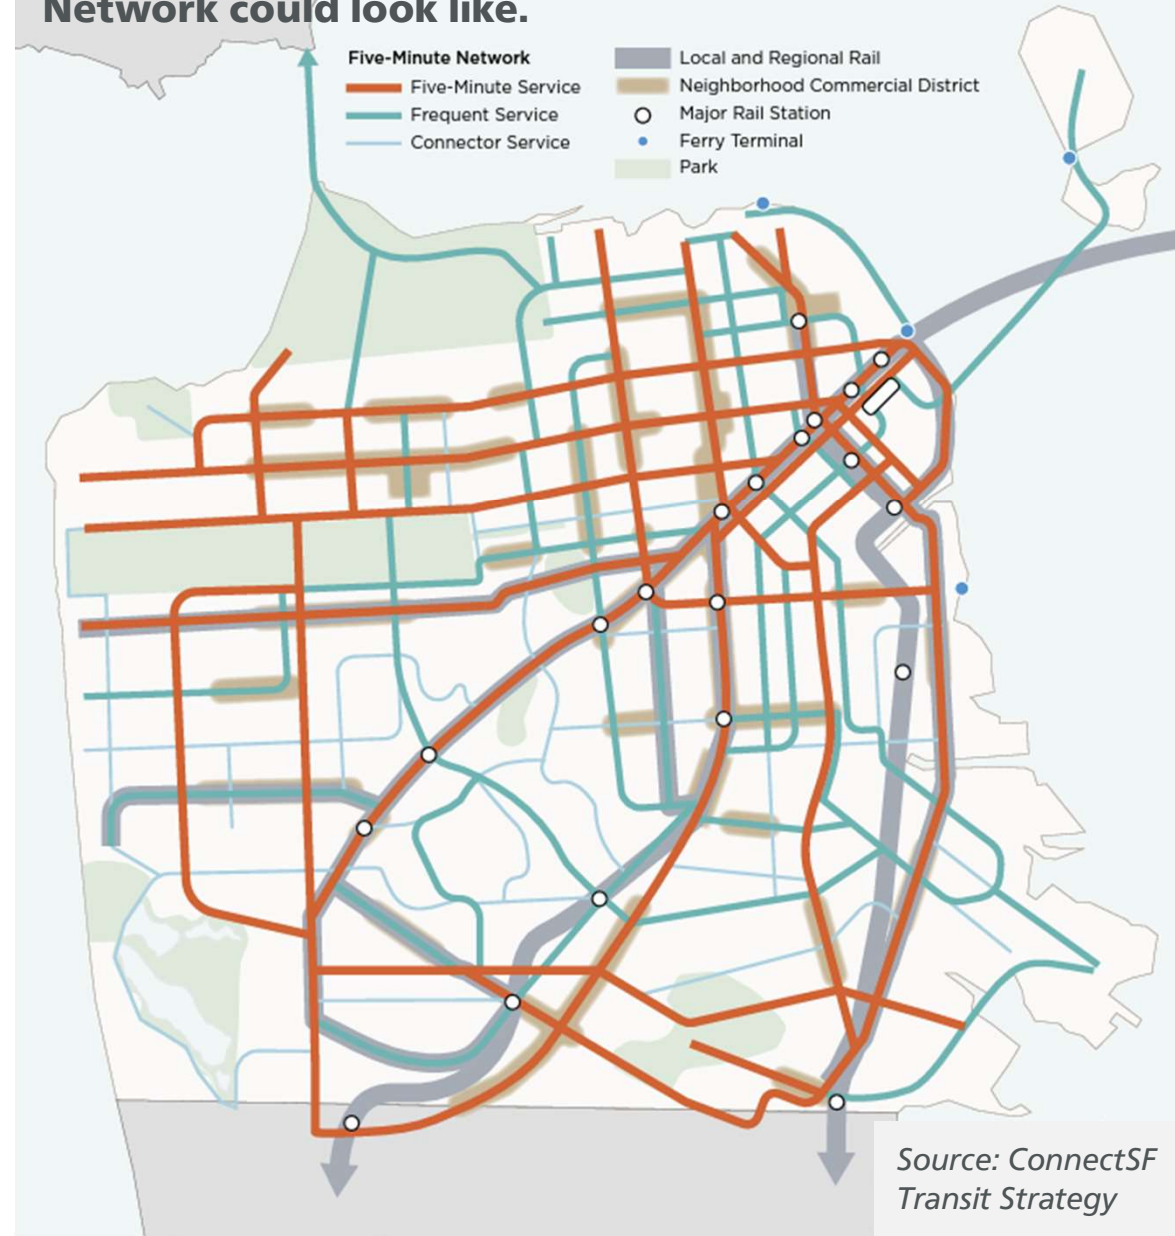 Network could look like.
Five-Minute Network
Five-Minute Service
Frequent Service
Connector Service
Local and Regional Rail
Neighborhood Commercial District
Major Rail Station
Ferry Terminal
Park
Source: ConnectSF
Transit Strategy